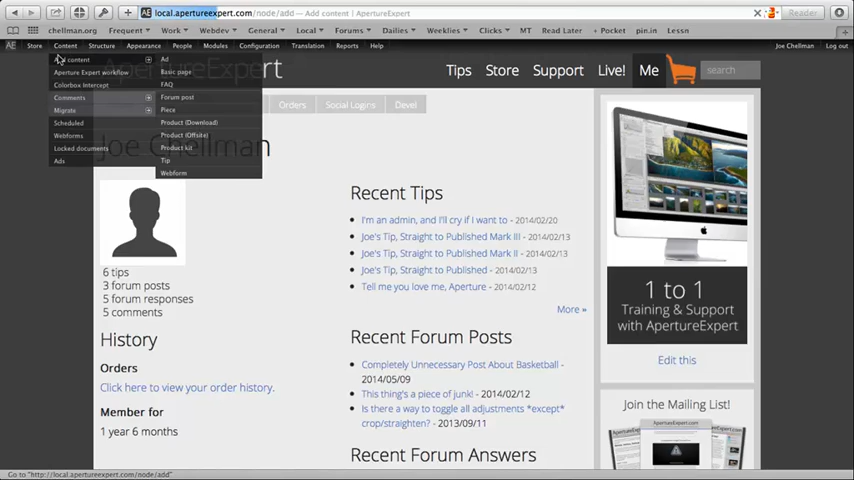 local.apertureexpert.com/node/add — Add content | ApertureExpert
Reader
chellman.org Frequent Work Webdev General Local Forums Dailies Weeklies Clicks MT Read Later Pocket pin.in Lost
AE Store Content Structure Appearance People Modules Configuration Translation Reports Help Joe Chellman Log out
content
Aperture Expert workflow
Colorbox Intercept
Comments
Migrate
Scheduled
Webforms
Locked documents
Ads
Ad
Basic page
FAQ
Forum post
Piece
Product (Download)
Product (Offsite)
Product kit
Tip
Webform
Tips Store Support Live! Me search
Orders Social Logins Devel
Joe Chellman
6 tips
3 forum posts
5 forum responses
5 comments
History
Orders
Click here to view your order history.
Member for
1 year 6 months
Recent Tips
I'm an admin, and I'll cry if I want to - 2014/02/20
Joe's Tip, Straight to Published Mark III - 2014/02/13
Joe's Tip, Straight to Published Mark II - 2014/02/13
Joe's Tip, Straight to Published - 2014/02/13
Tell me you love me, Aperture - 2014/02/12
More »
Recent Forum Posts
Completely Unnecessary Post About Basketball -
2014/05/09
This thing's a piece of junk! - 2014/02/12
Is there a way to toggle all adjustments *except*
crop/straighten? - 2013/09/11
Recent Forum Answers
1 to 1
Training & Support
with ApertureExpert
Edit this
Join the Mailing List!
Go to "http://local.apertureexpert.com/node/add"